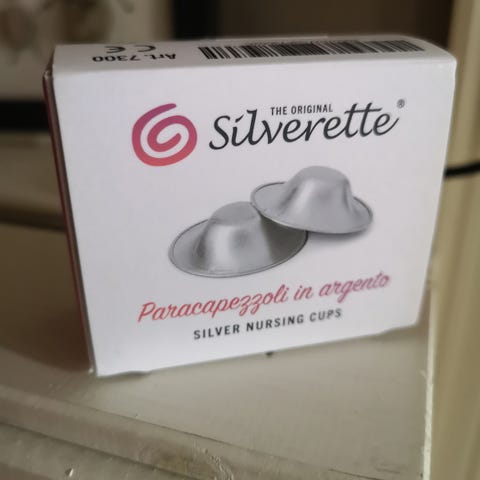 Art. 7300
CE
THE ORIGINAL
Silverette®
Paracapezzoli in argento
SILVER NURSING CUPS